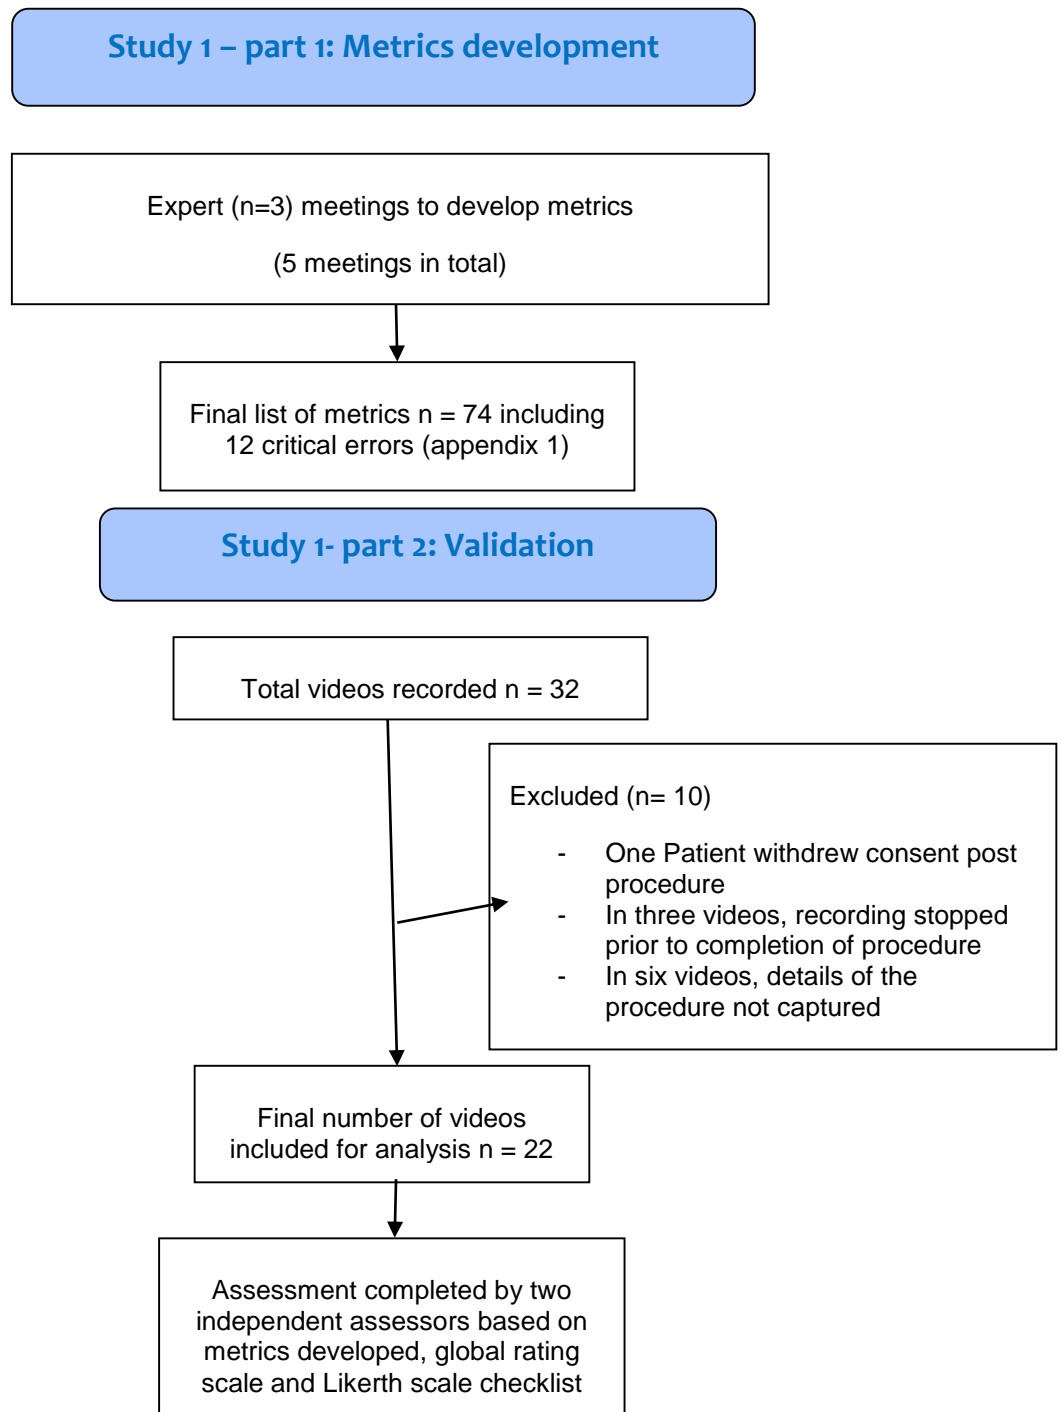 Study 1 – part 1: Metrics development
Expert (n=3) meetings to develop metrics
(5 meetings in total)
Final list of metrics n = 74 including
12 critical errors (appendix 1)
Study 1- part 2: Validation
Total videos recorded n = 32
Excluded (n= 10)
- One Patient withdrew consent post
procedure
- In three videos, recording stopped
prior to completion of procedure
- In six videos, details of the
procedure not captured
Final number of videos
included for analysis n = 22
Assessment completed by two
independent assessors based on
metrics developed, global rating
scale and Likerth scale checklist